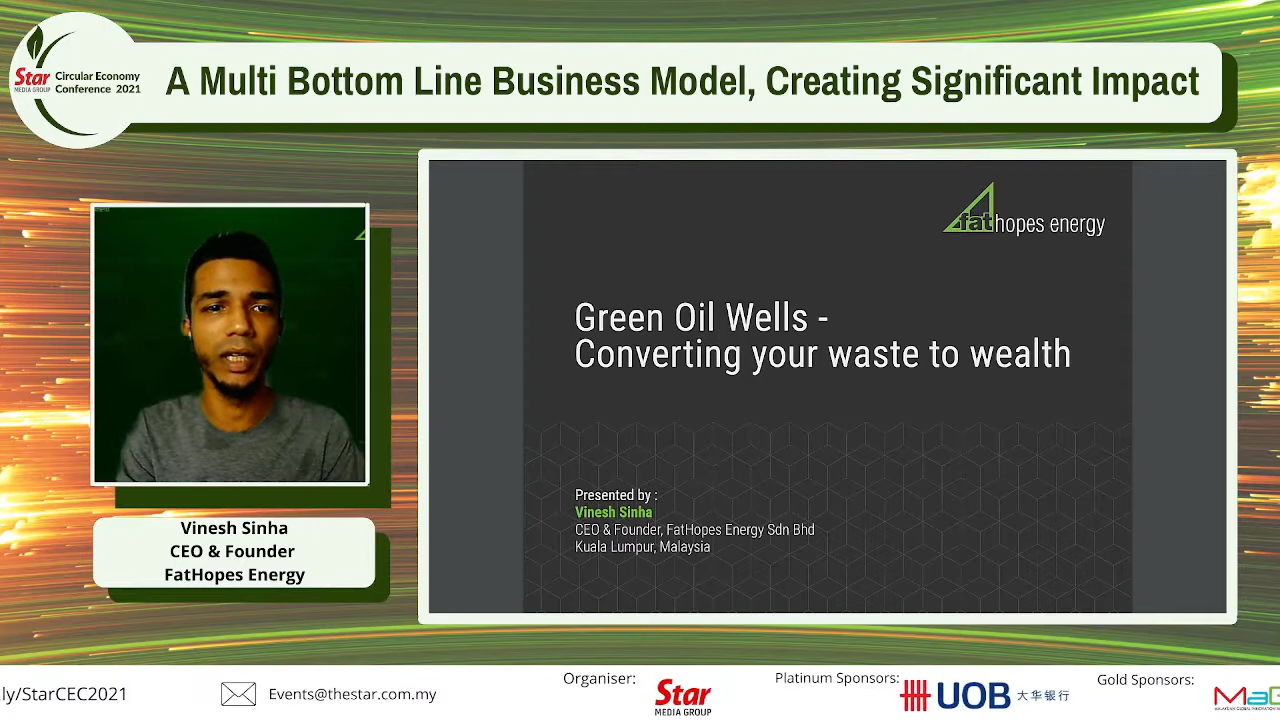 Star
MEDIA GROUP
Circular Economy
Conference 2021
A Multi Bottom Line Business Model, Creating Significant Impact
fathopes energy
Green Oil Wells -
Converting your waste to wealth
Presented by :
Vinesh Sinha
CEO & Founder, FatHopes Energy Sdn Bhd
Kuala Lumpur, Malaysia
Vinesh Sinha
CEO & Founder
FatHopes Energy
.ly/StarCEC2021
Events@thestar.com.my
Organiser:
Star
MEDIA GROUP
Platinum Sponsors:
UOB 大华银行
Gold Sponsors: